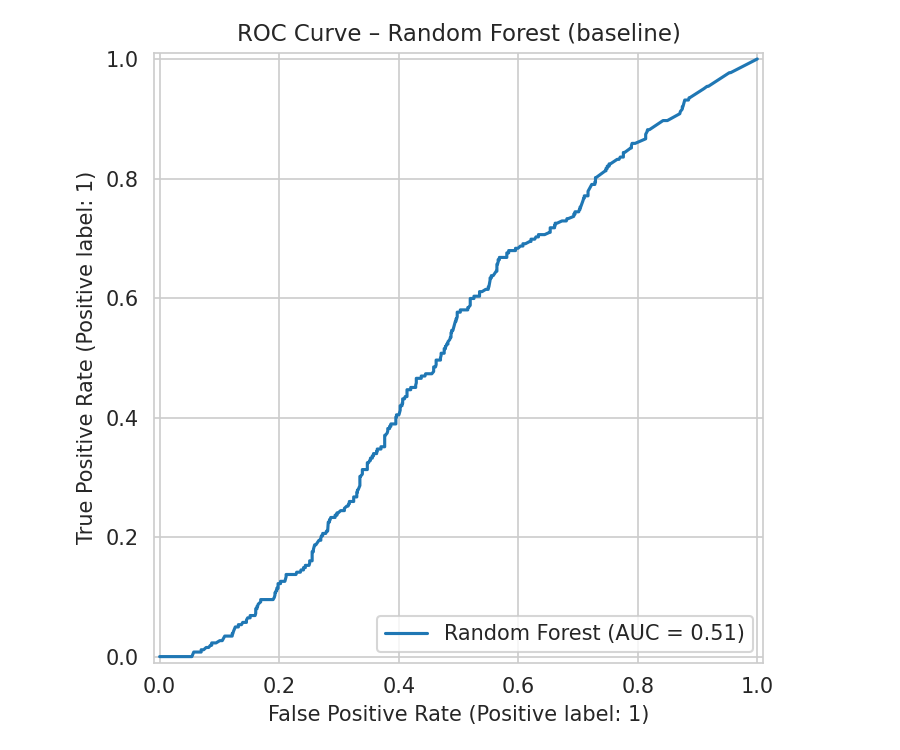 ROC Curve – Random Forest (baseline)
True Positive Rate (Positive label: 1)
1.0
0.8
0.6
0.4
0.2
0.0
Random Forest (AUC = 0.51)
0.0 0.2 0.4 0.6 0.8 1.0
False Positive Rate (Positive label: 1)